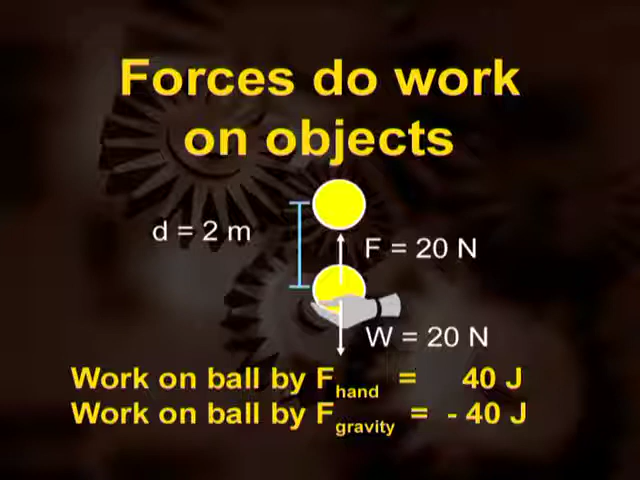 Forces do work
on objects
d = 2 m
F = 20 N
W = 20 N
Work on ball by Fhand = 40 J
Work on ball by Fgravity = - 40 J